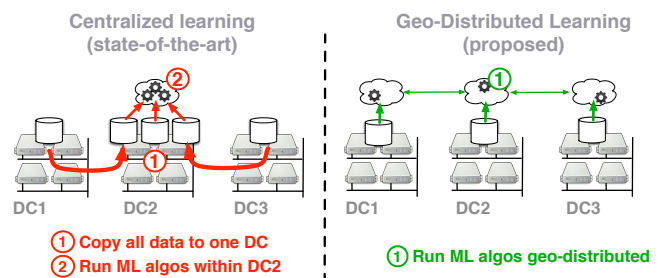 Centralized learning
(state-of-the-art)
2
1
DC1
DC2
DC3
1 Copy all data to one DC
2 Run ML algos within DC2
Geo-Distributed Learning
(proposed)
1
DC1
DC2
DC3
1 Run ML algos geo-distributed